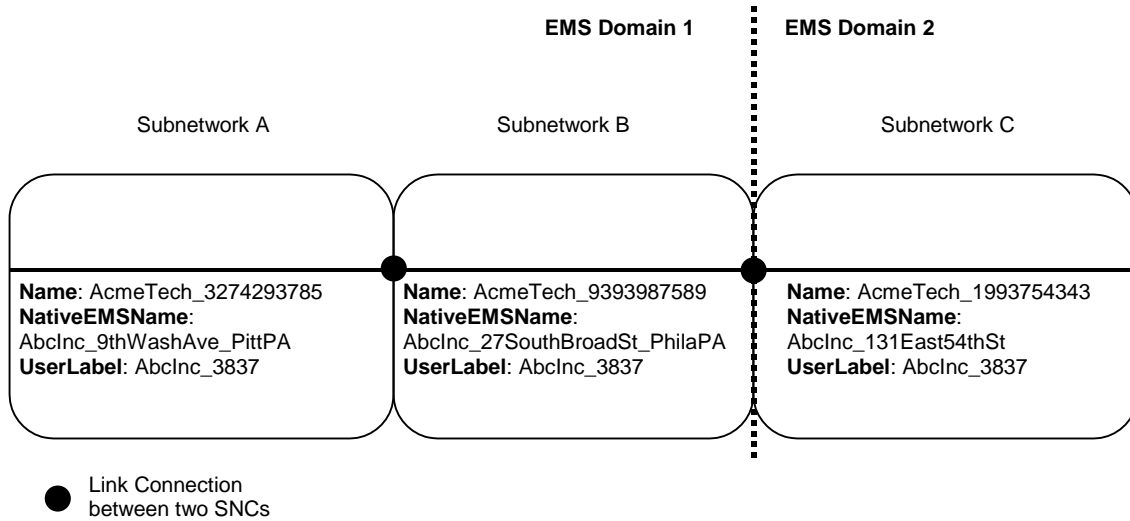 EMS Domain 1
EMS Domain 2
Subnetwork A
Subnetwork B
Subnetwork C
Name: AcmeTech_3274293785
NativeEMSName:
AbcInc_9thWashAve_PittPA
UserLabel: AbcInc_3837
Name: AcmeTech_9393987589
NativeEMSName:
AbcInc_27SouthBroadSt_PhilaPA
UserLabel: AbcInc_3837
Name: AcmeTech_1993754343
NativeEMSName:
AbcInc_131East54thSt
UserLabel: AbcInc_3837
Link Connection
between two SNCs